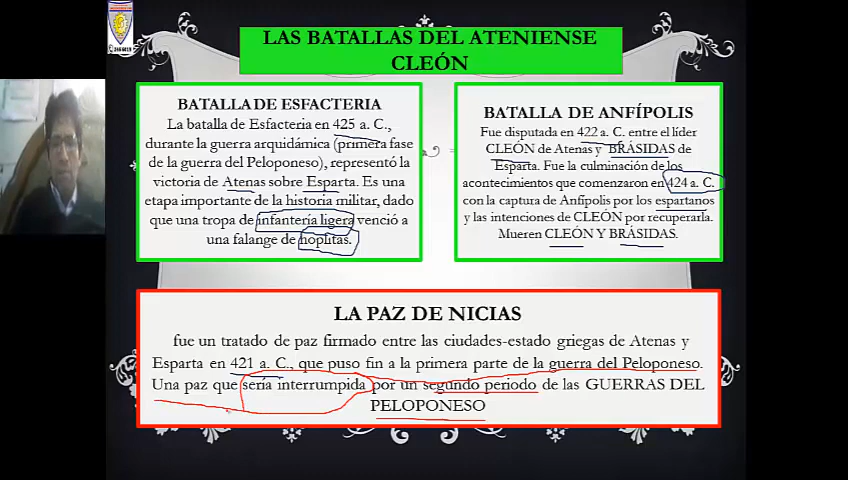 LAS BATALLAS DEL ATENIENSE
CLEÓN
BATALLA DE ESFACTERIA
La batalla de Esfacteria en 425 a. C.,
durante la guerra arquidámica (primera fase
de la guerra del Peloponeso), representó la
victoria de Atenas sobre Esparta. Es una
etapa importante de la historia militar, dado
que una tropa de infantería ligera venció a
una falange de hoplitas.
BATALLA DE ANFÍPOLIS
Fue disputada en 422 a. C. entre el líder
CLEÓN de Atenas y BRÁSIDAS de
Esparta. Fue la culminación de los
acontecimientos que comenzaron en 424 a. C.
con la captura de Anfípolis por los espartanos
y las intenciones de CLEÓN por recuperarla.
Mueren CLEÓN Y BRÁSIDAS.
LA PAZ DE NICIAS
fue un tratado de paz firmado entre las ciudades-estado griegas de Atenas y
Esparta en 421 a. C., que puso fin a la primera parte de la guerra del Peloponeso.
Una paz que sería interrumpida por un segundo periodo de las GUERRAS DEL
PELOPONESO